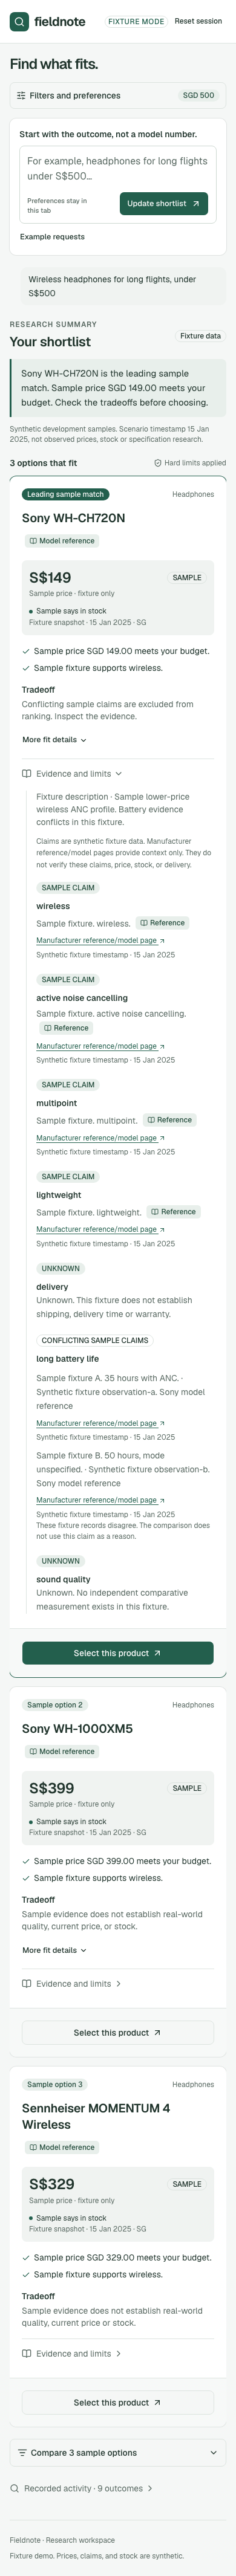 fieldnote
FIXTURE MODE
Reset session
Find what fits.
Filters and preferences
SGD 500
Start with the outcome, not a model number.
For example, headphones for long flights
under S$500...
Preferences stay in
this tab
Update shortlist
Example requests
Wireless headphones for long flights, under
S$500
RESEARCH SUMMARY
Your shortlist
Fixture data
Sony WH-CH720N is the leading sample
match. Sample price SGD 149.00 meets your
budget. Check the tradeoffs before choosing.
Synthetic development samples. Scenario timestamp 15 Jan
2025, not observed prices, stock or specification research.
3 options that fit
Hard limits applied
Leading sample match
Headphones
Sony WH-CH720N
Model reference
S$149
SAMPLE
Sample price · fixture only
Sample says in stock
Fixture snapshot · 15 Jan 2025 · SG
Sample price SGD 149.00 meets your budget.
Sample fixture supports wireless.
Tradeoff
Conflicting sample claims are excluded from
ranking. Inspect the evidence.
More fit details
Evidence and limits
Fixture description · Sample lower-price
wireless ANC profile. Battery evidence
conflicts in this fixture.
Claims are synthetic fixture data. Manufacturer
reference/model pages provide context only. They do
not verify these claims, price, stock, or delivery.
SAMPLE CLAIM
wireless
Sample fixture. wireless.
Reference
Manufacturer reference/model page
Synthetic fixture timestamp · 15 Jan 2025
SAMPLE CLAIM
active noise cancelling
Sample fixture. active noise cancelling.
Reference
Manufacturer reference/model page
Synthetic fixture timestamp · 15 Jan 2025
SAMPLE CLAIM
multipoint
Sample fixture. multipoint.
Reference
Manufacturer reference/model page
Synthetic fixture timestamp · 15 Jan 2025
SAMPLE CLAIM
lightweight
Sample fixture. lightweight.
Reference
Manufacturer reference/model page
Synthetic fixture timestamp · 15 Jan 2025
UNKNOWN
delivery
Unknown. This fixture does not establish
shipping, delivery time or warranty.
CONFLICTING SAMPLE CLAIMS
long battery life
Sample fixture A. 35 hours with ANC. ·
Synthetic fixture observation-a. Sony model
reference
Manufacturer reference/model page
Synthetic fixture timestamp · 15 Jan 2025
Sample fixture B. 50 hours, mode
unspecified. · Synthetic fixture observation-b.
Sony model reference
Manufacturer reference/model page
Synthetic fixture timestamp · 15 Jan 2025
These fixture records disagree. The comparison does
not use this claim as a reason.
UNKNOWN
sound quality
Unknown. No independent comparative
measurement exists in this fixture.
Select this product
Sample option 2
Headphones
Sony WH-1000XM5
Model reference
S$399
SAMPLE
Sample price · fixture only
Sample says in stock
Fixture snapshot · 15 Jan 2025 · SG
Sample price SGD 399.00 meets your budget.
Sample fixture supports wireless.
Tradeoff
Sample evidence does not establish real-world
quality, current price, or stock.
More fit details
Evidence and limits
Select this product
Sample option 3
Headphones
Sennheiser MOMENTUM 4
Wireless
Model reference
S$329
SAMPLE
Sample price · fixture only
Sample says in stock
Fixture snapshot · 15 Jan 2025 · SG
Sample price SGD 329.00 meets your budget.
Sample fixture supports wireless.
Tradeoff
Sample evidence does not establish real-world
quality, current price or stock.
Evidence and limits
Select this product
Compare 3 sample options
Recorded activity · 9 outcomes
Fieldnote · Research workspace
Fixture demo. Prices, claims, and stock are synthetic.